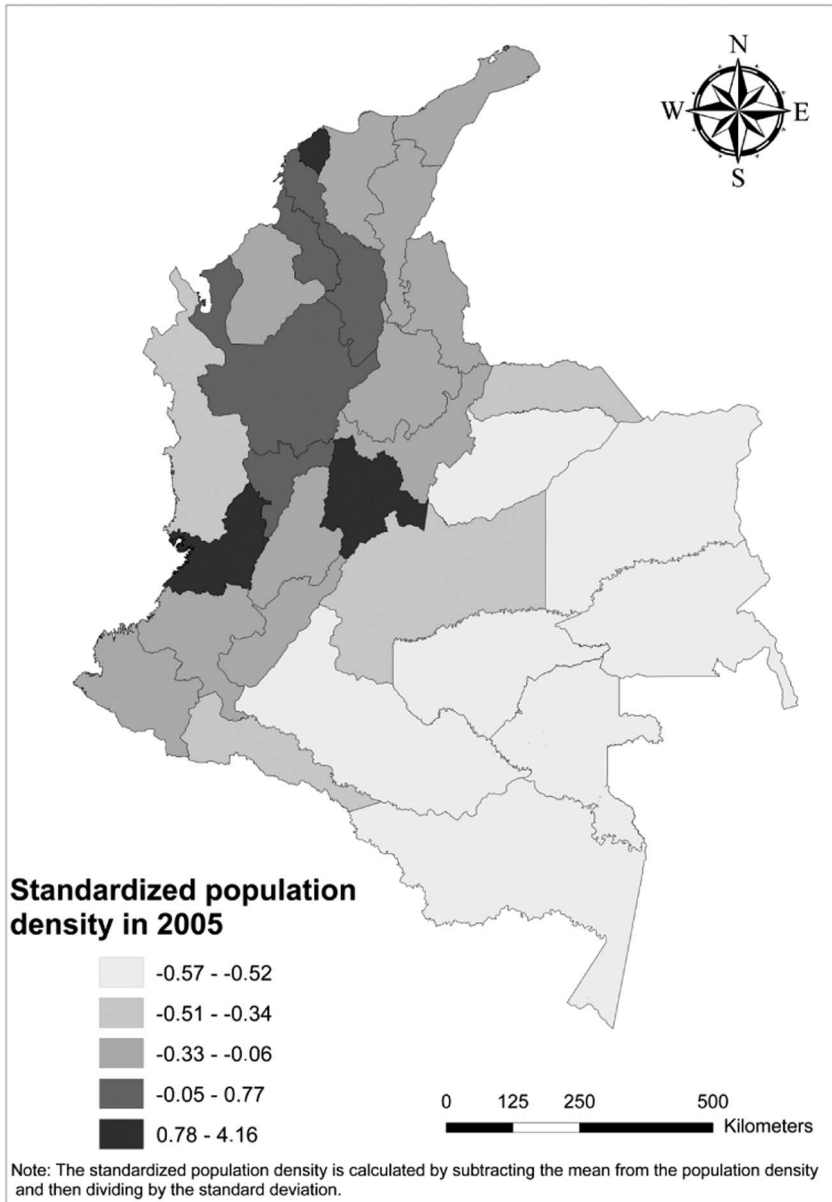 N
W E
S
Standardized population
density in 2005
-0.57 - -0.52
-0.51 - -0.34
-0.33 - -0.06
-0.05 - 0.77
0.78 - 4.16
0 125 250 500
Kilometers
Note: The standardized population density is calculated by subtracting the mean from the population density
and then dividing by the standard deviation.